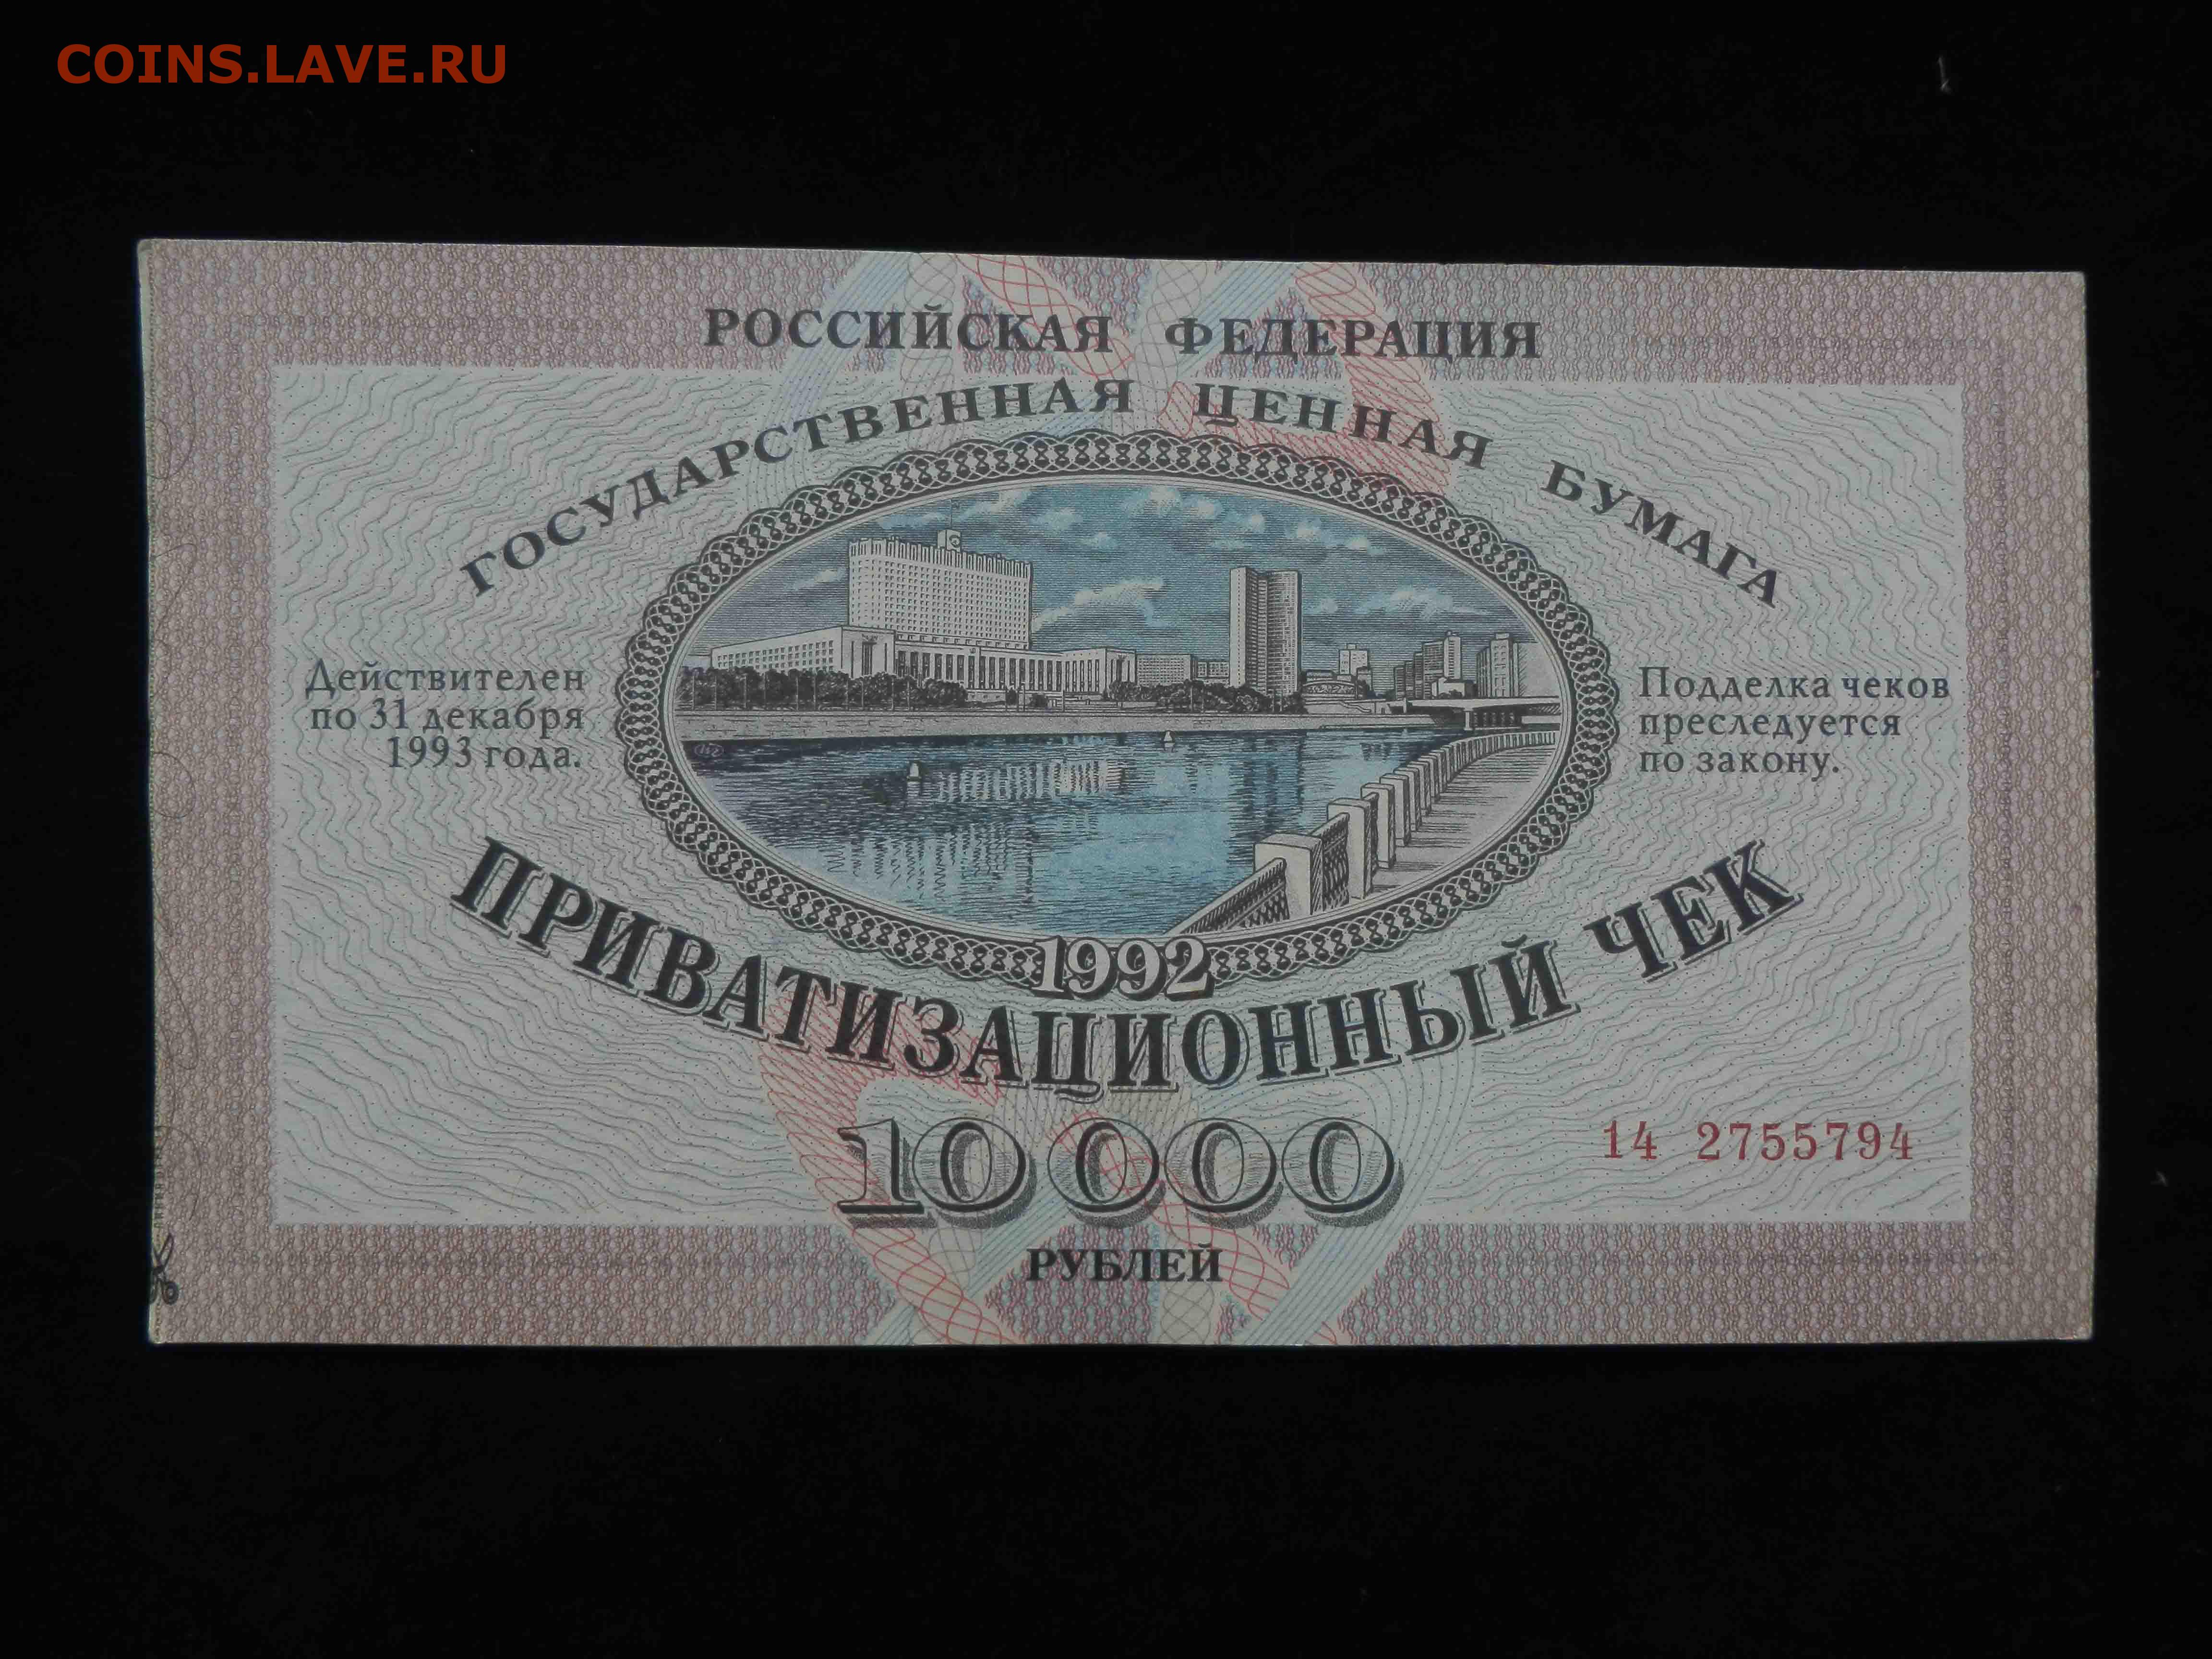 COINS.LAVE.RU
РОССИЙСКАЯ ФЕДЕРАЦИЯ
ГОСУДАРСТВЕННАЯ ЦЕННАЯ БУМАГА
Действителен
по 31 декабря
1993 года.
Подделка чеков
преследуется
по закону.
1992
ПРИВАТИЗАЦИОННЫЙ ЧЕК
10 000
РУБЛЕЙ
14 2755794